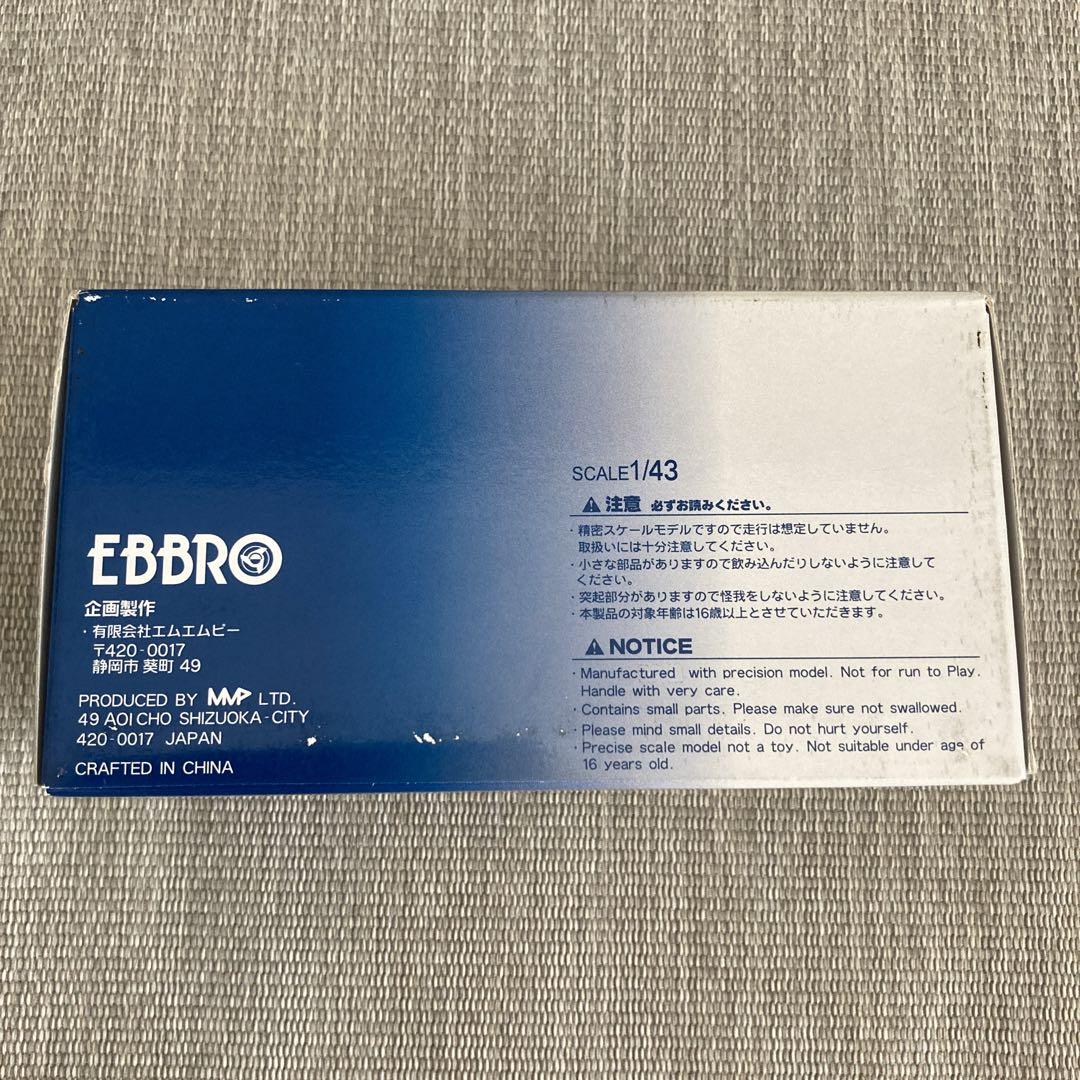 EBBRO
企画製作
・有限会社エムエムピー
〒420-0017
静岡市 葵町 49
PRODUCED BY MMP LTD.
49 AOI CHO SHIZUOKA-CITY
420-0017 JAPAN
CRAFTED IN CHINA
SCALE1/43
注意 必ずお読みください。
・精密スケールモデルですので走行は想定していません。
取扱いには十分注意してください。
・小さな部品がありますので飲み込んだりしないように注意して
ください。
・突起部分がありますので怪我をしないように注意してください。
・本製品の対象年齢は16歳以上とさせていただきます。
NOTICE
・Manufactured with precision model. Not for run to Play.
Handle with very care.
・Contains small parts. Please make sure not swallowed.
・Please mind small details. Do not hurt yourself.
・Precise scale model not a toy. Not suitable under age of
16 years old.